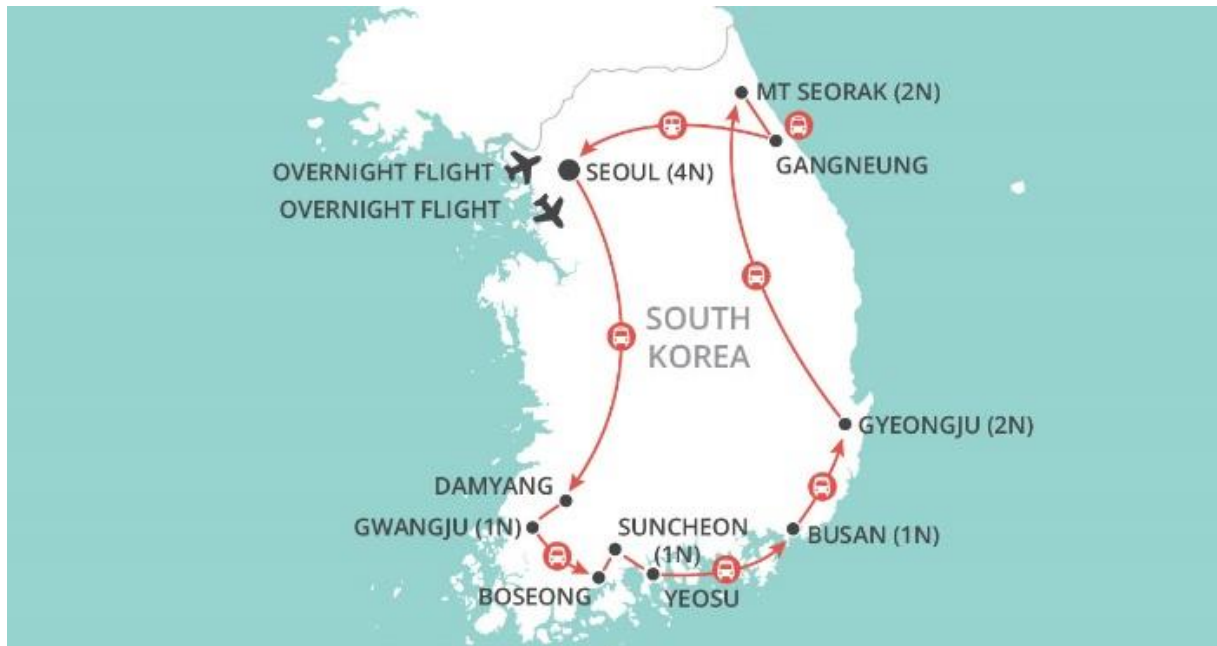 MT SEORAK (2N)
GANGNEUNG
OVERNIGHT FLIGHT
SEOUL (4N)
OVERNIGHT FLIGHT
SOUTH
KOREA
GYEONGJU (2N)
DAMYANG
GWANGJU (1N)
SUNCHEON
(1N)
BUSAN (1N)
BOSEONG
YEOSU